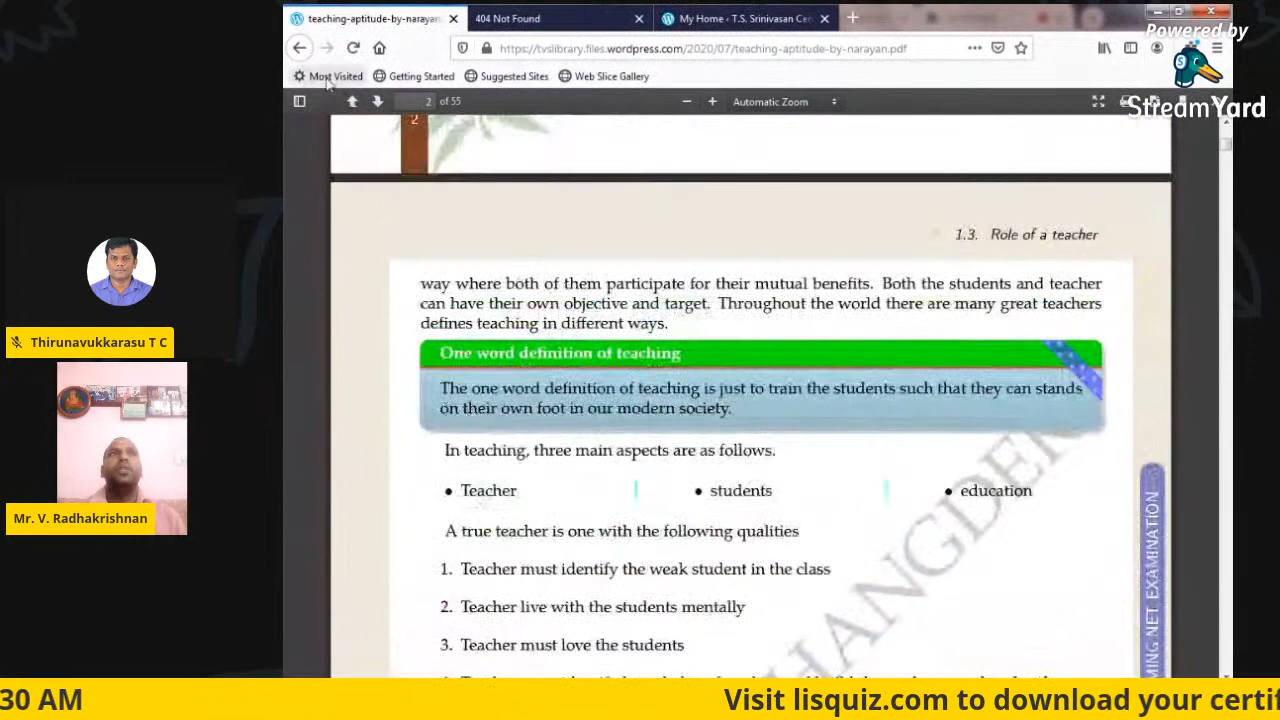 teaching-aptitude-by-narayan.
404 Not Found
My Home ‹ T.S. Srinivasan Cer
Powered by
https://tvslibrary.files.wordpress.com/2020/07/teaching-aptitude-by-narayan.pdf
StreamYard
Most Visited
Getting Started
Suggested Sites
Web Slice Gallery
2 of 55
Automatic Zoom
2
1.3. Role of a teacher
way where both of them participate for their mutual benefits. Both the students and teacher
can have their own objective and target. Throughout the world there are many great teachers
defines teaching in different ways.
One word definition of teaching
The one word definition of teaching is just to train the students such that they can stands
on their own foot in our modern society.
In teaching, three main aspects are as follows.
• Teacher
• students
• education
A true teacher is one with the following qualities
1. Teacher must identify the weak student in the class
2. Teacher live with the students mentally
3. Teacher must love the students
HANGDER
MING NET EXAMINATION
Thirunavukkarasu T C
Mr. V. Radhakrishnan
30 AM
Visit lisquiz.com to download your certif